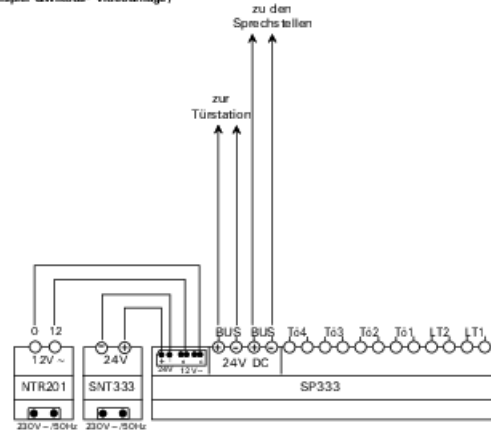 zu den
Sprechstellen
zur
Türstation
0 12
BUS BUS Tö4 Tö3 Tö2 Tö1 LT2 LT1
- +
+ - + -
12V ~
24V
24V 12V~
24V DC
NTR201
SNT333
SP333
230V~/50Hz
230V~/50Hz